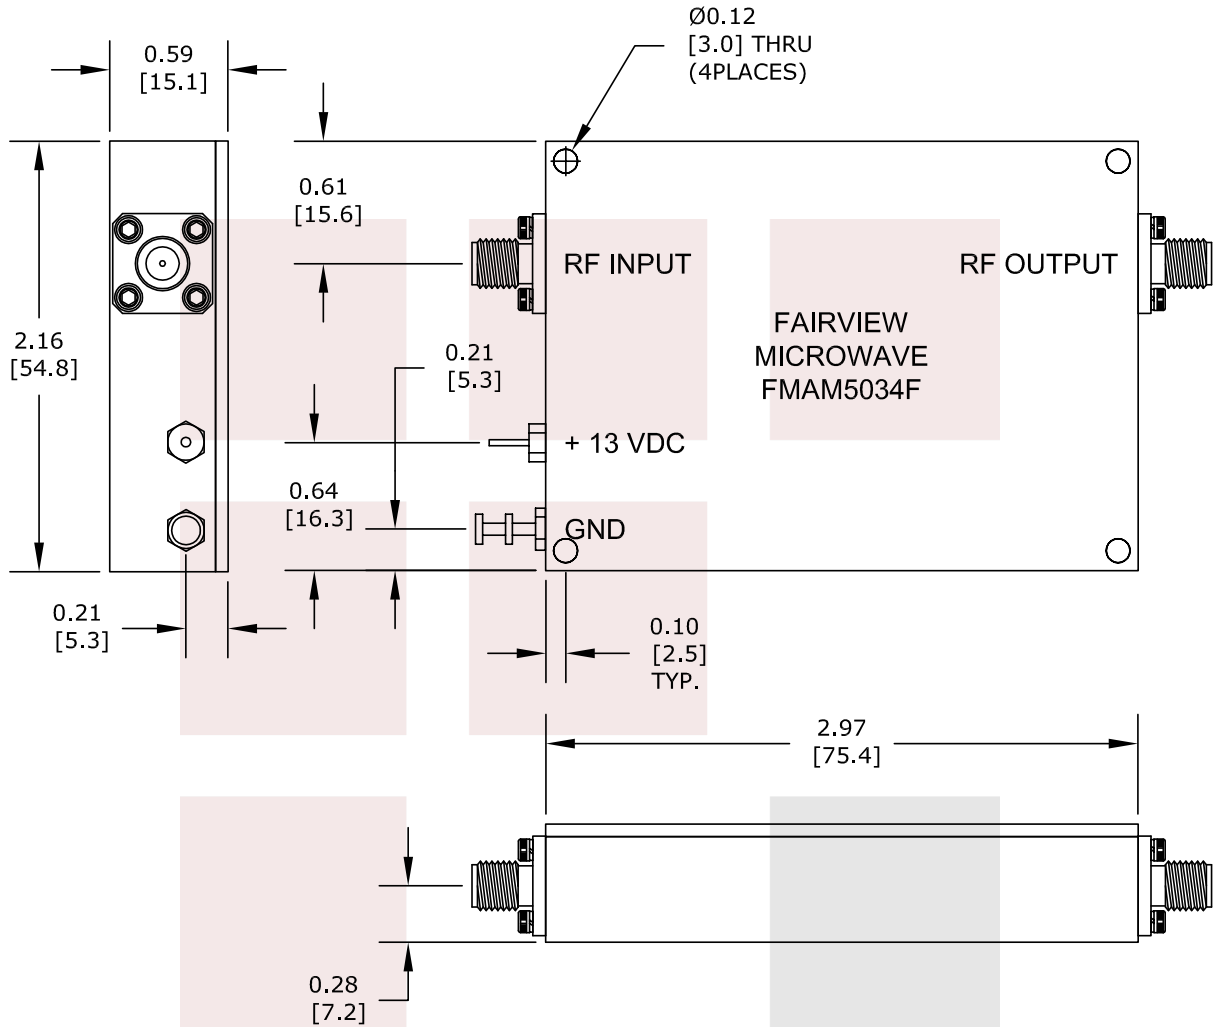 Ø0.12
[3.0] THRU
(4PLACES)
0.59
[15.1]
0.61
[15.6]
RF INPUT
RF OUTPUT
FAIRVIEW
MICROWAVE
FMAM5034F
2.16
[54.8]
0.21
[5.3]
+ 13 VDC
0.64
[16.3]
GND
0.21
[5.3]
0.10
[2.5]
TYP.
2.97
[75.4]
0.28
[7.2]